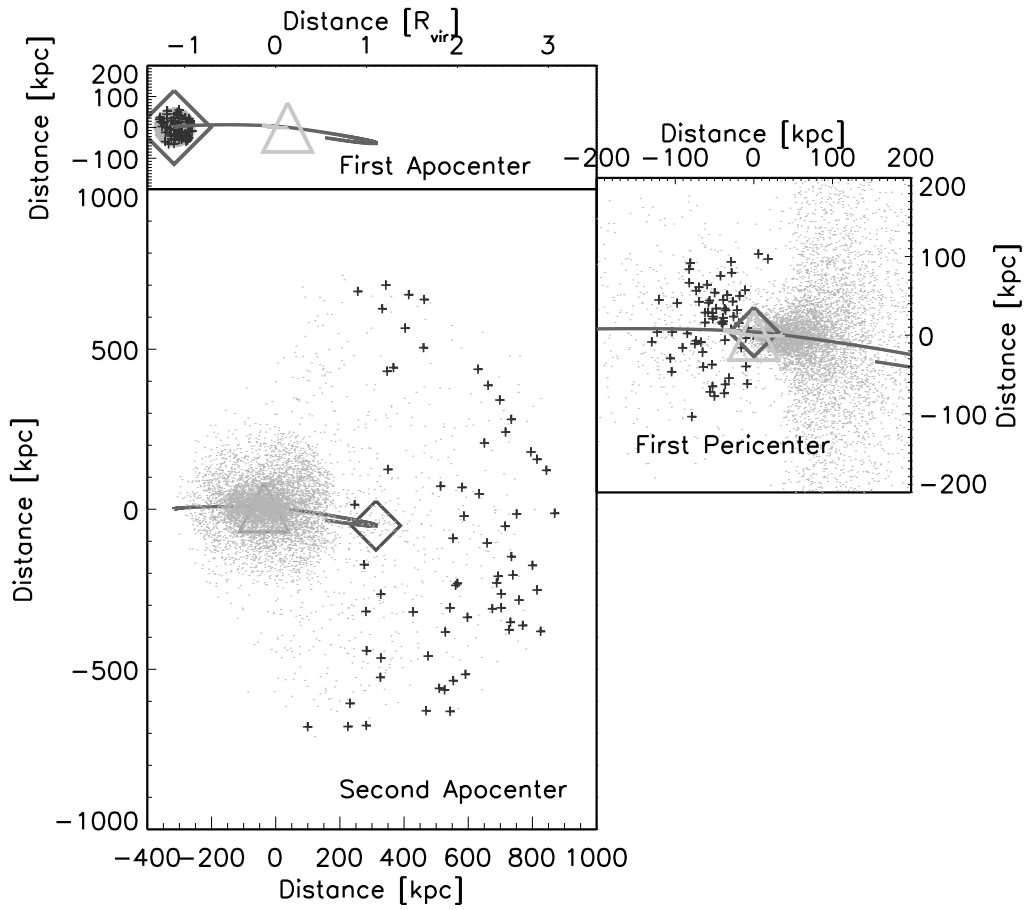 Distance [R_vir]
−1 0 1 2 3
200
100
0
−100
Distance [kpc]
First Apocenter
Distance [kpc]
−200 −100 0 100 200
200
100
0
−100
−200
Distance [kpc]
First Pericenter
1000
500
0
−500
−1000
Distance [kpc]
Second Apocenter
−400 −200 0 200 400 600 800 1000
Distance [kpc]